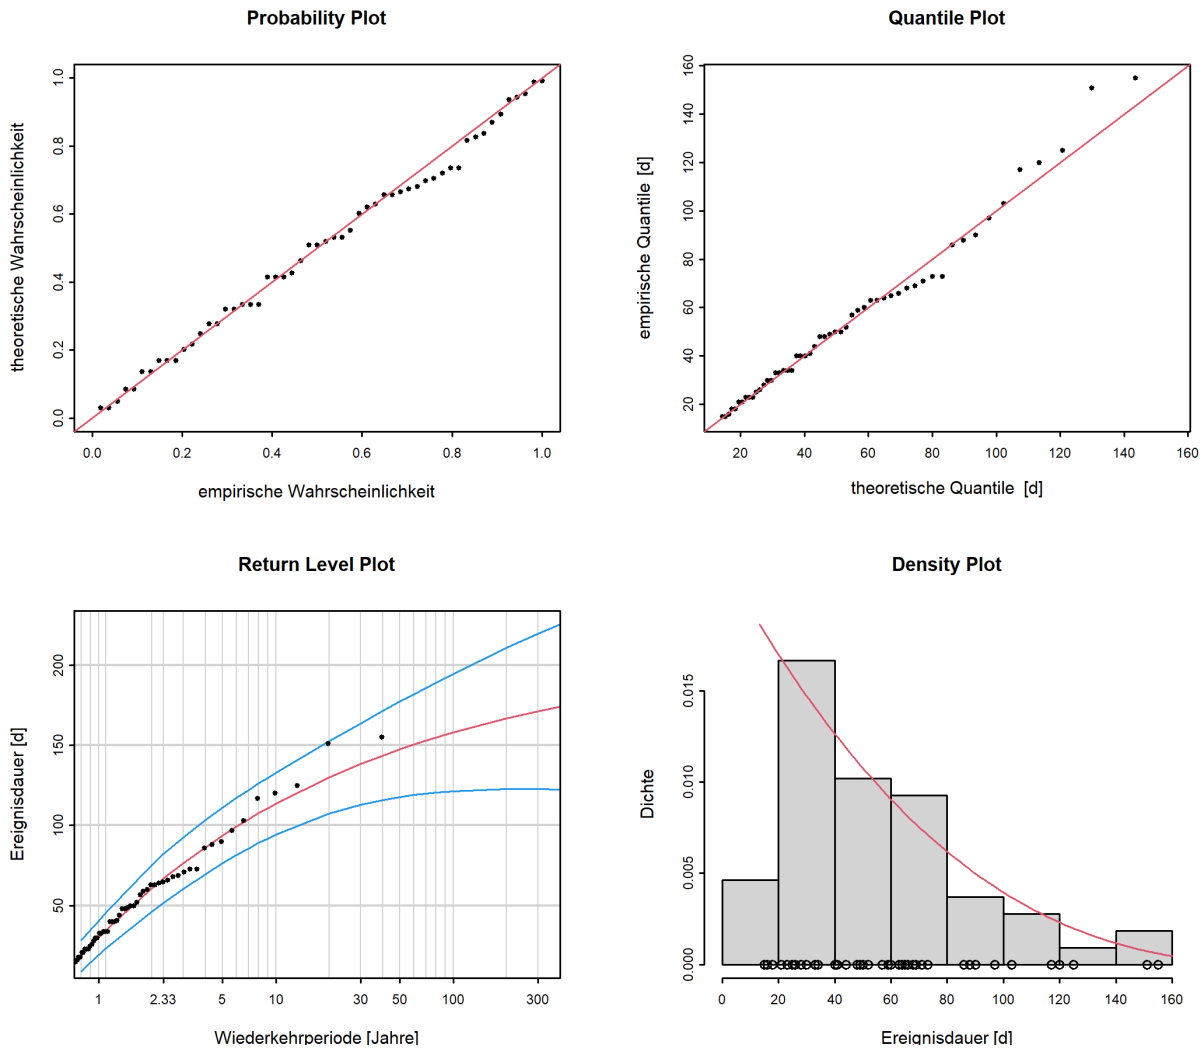 Probability Plot
theoretische Wahrscheinlichkeit
0.0 0.2 0.4 0.6 0.8 1.0
0.0 0.2 0.4 0.6 0.8 1.0
empirische Wahrscheinlichkeit
Quantile Plot
empirische Quantile [d]
20 40 60 80 100 120 140 160
20 40 60 80 100 120 140 160
theoretische Quantile [d]
Return Level Plot
Ereignisdauer [d]
50 100 150 200
1 2.33 5 10 30 50 100 300
Wiederkehrperiode [Jahre]
Density Plot
Dichte
0.000 0.005 0.010 0.015
0 20 40 60 80 100 120 140 160
Ereignisdauer [d]